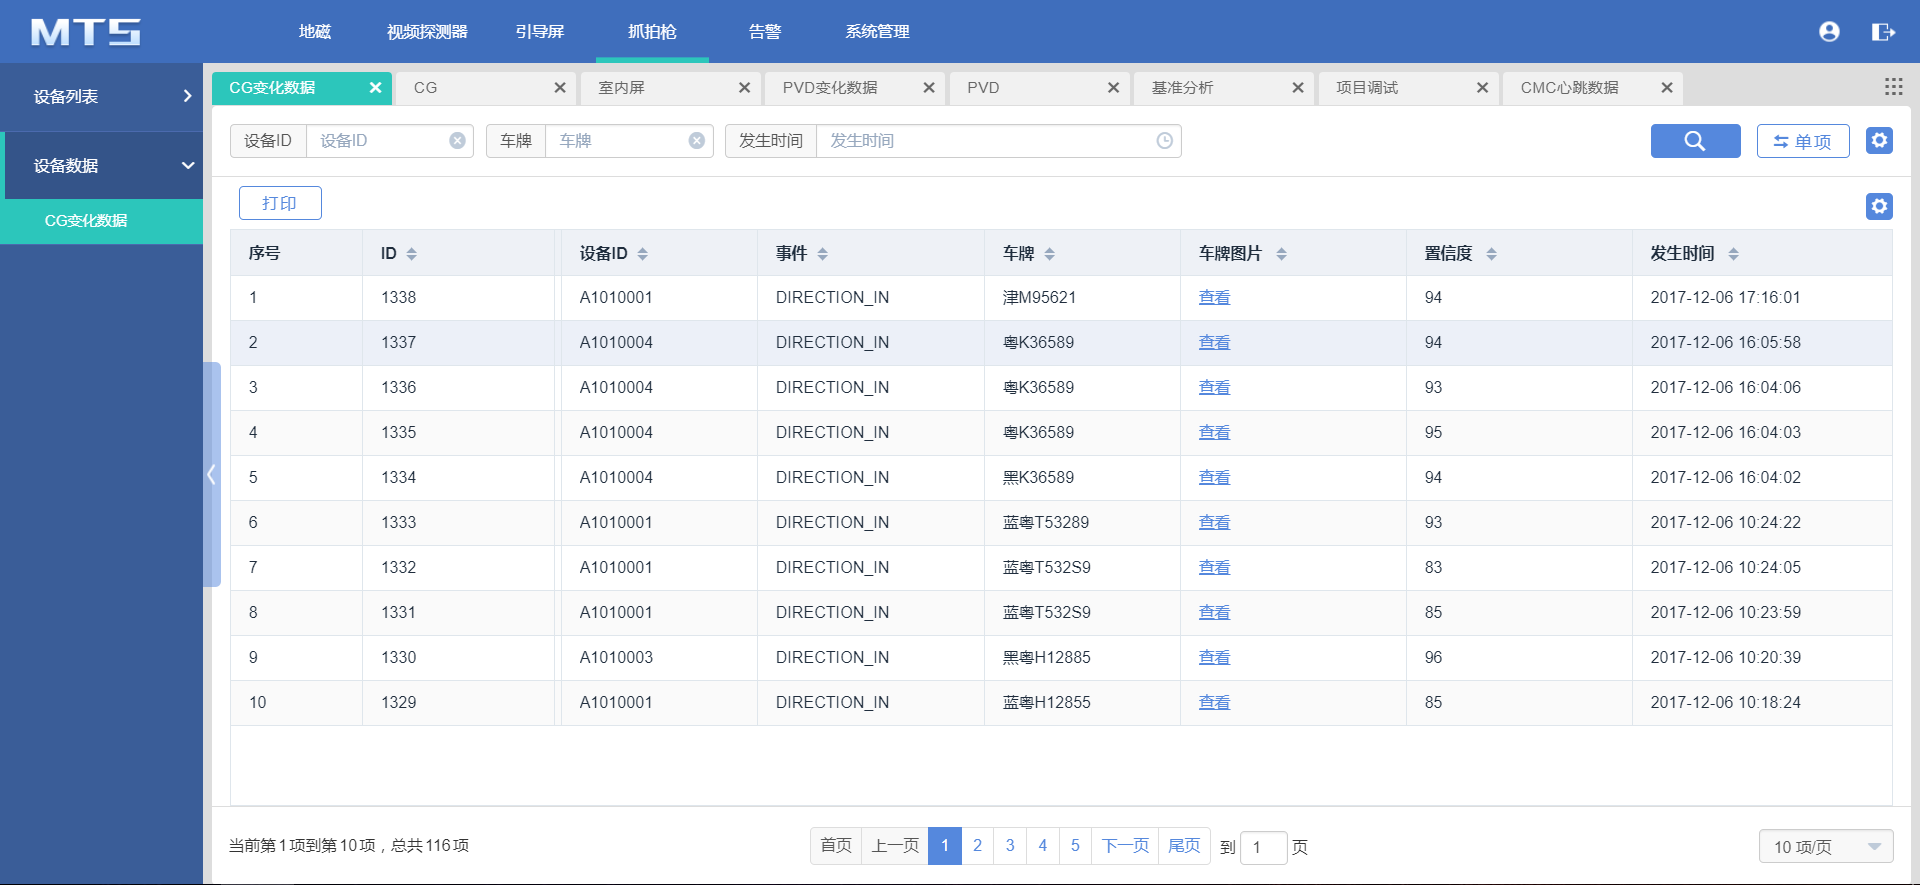 MTS 地磁 视频探测器 引导屏 抓拍枪 告警 系统管理
设备列表
设备数据
CG变化数据
CG变化数据 CG 室内屏 PVD变化数据 PVD 基准分析 项目调试 CMC心跳数据
设备ID 设备ID 车牌 车牌 发生时间 发生时间 单项
打印
序号 ID 设备ID 事件 车牌 车牌图片 置信度 发生时间
1 1338 A1010001 DIRECTION_IN 津M95621 查看 94 2017-12-06 17:16:01
2 1337 A1010004 DIRECTION_IN 粤K36589 查看 94 2017-12-06 16:05:58
3 1336 A1010004 DIRECTION_IN 粤K36589 查看 93 2017-12-06 16:04:06
4 1335 A1010004 DIRECTION_IN 粤K36589 查看 95 2017-12-06 16:04:03
5 1334 A1010004 DIRECTION_IN 黑K36589 查看 94 2017-12-06 16:04:02
6 1333 A1010001 DIRECTION_IN 蓝粤T53289 查看 93 2017-12-06 10:24:22
7 1332 A1010001 DIRECTION_IN 蓝粤T532S9 查看 83 2017-12-06 10:24:05
8 1331 A1010001 DIRECTION_IN 蓝粤T532S9 查看 85 2017-12-06 10:23:59
9 1330 A1010003 DIRECTION_IN 黑粤H12885 查看 96 2017-12-06 10:20:39
10 1329 A1010001 DIRECTION_IN 蓝粤H12855 查看 85 2017-12-06 10:18:24
当前第1项到第10项，总共116项 首页 上一页 1 2 3 4 5 下一页 尾页 到 1 页 10 项/页